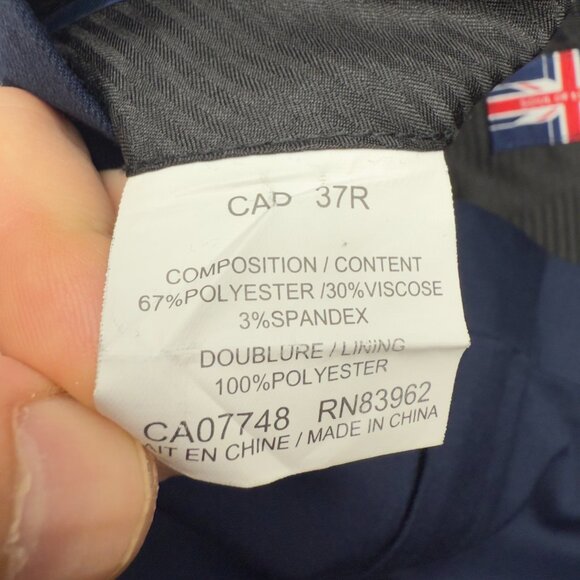 CAD 37R
COMPOSITION / CONTENT
67%POLYESTER /30%VISCOSE
3%SPANDEX
DOUBLURE / LINING
100%POLYESTER
CA07748 RN83962
AIT EN CHINE / MADE IN CHINA